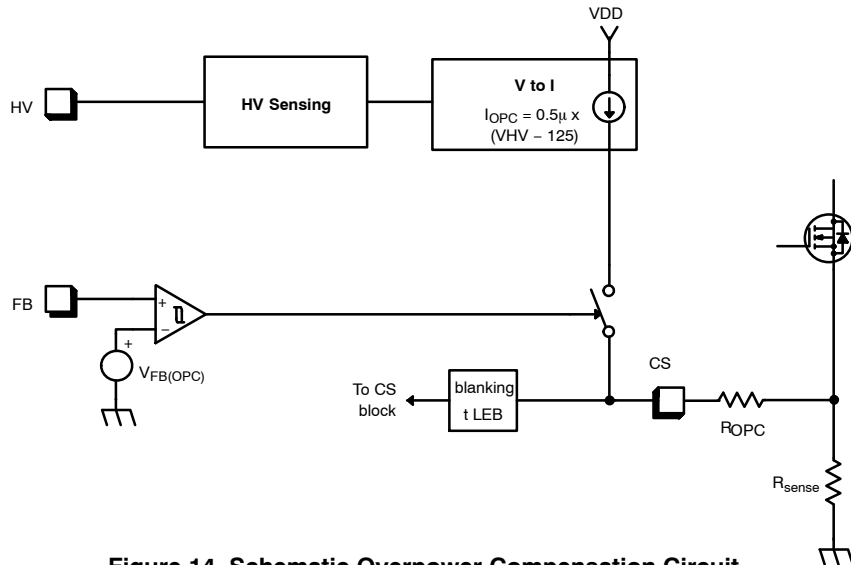 VDD
HV
HV Sensing
V to I
IOPC = 0.5μ x
(VHV − 125)
FB
+
−
+
VFB(OPC)
To CS
block
blanking
t LEB
CS
ROPC
Rsense
Figure 14. Schematic Overpower Compensation Circuit